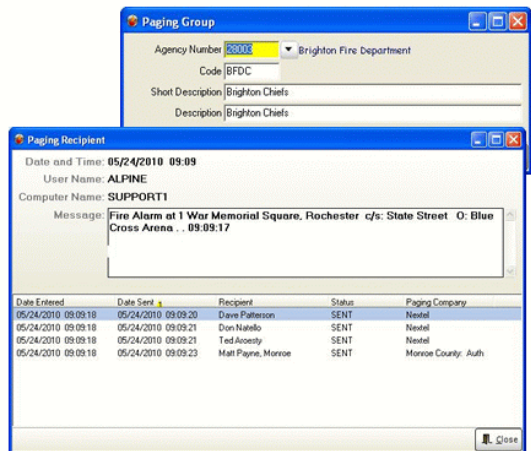 Paging Group
Agency Number 28003 Brighton Fire Department
Code BFDC
Short Description Brighton Chiefs
Description Brighton Chiefs
Paging Recipient
Date and Time: 05/24/2010 09:09
User Name: ALPINE
Computer Name: SUPPORT1
Message: Fire Alarm at 1 War Memorial Square, Rochester c/s: State Street O: Blue
Cross Arena . . 09:09:17
Date Entered Date Sent Recipient Status Paging Company
05/24/2010 09:09:18 05/24/2010 09:09:20 Dave Patterson SENT Nextel
05/24/2010 09:09:18 05/24/2010 09:09:21 Don Natello SENT Nextel
05/24/2010 09:09:18 05/24/2010 09:09:21 Ted Aroesty SENT Nextel
05/24/2010 09:09:18 05/24/2010 09:09:23 Matt Payne, Monroe SENT Monroe County: Auth
Close